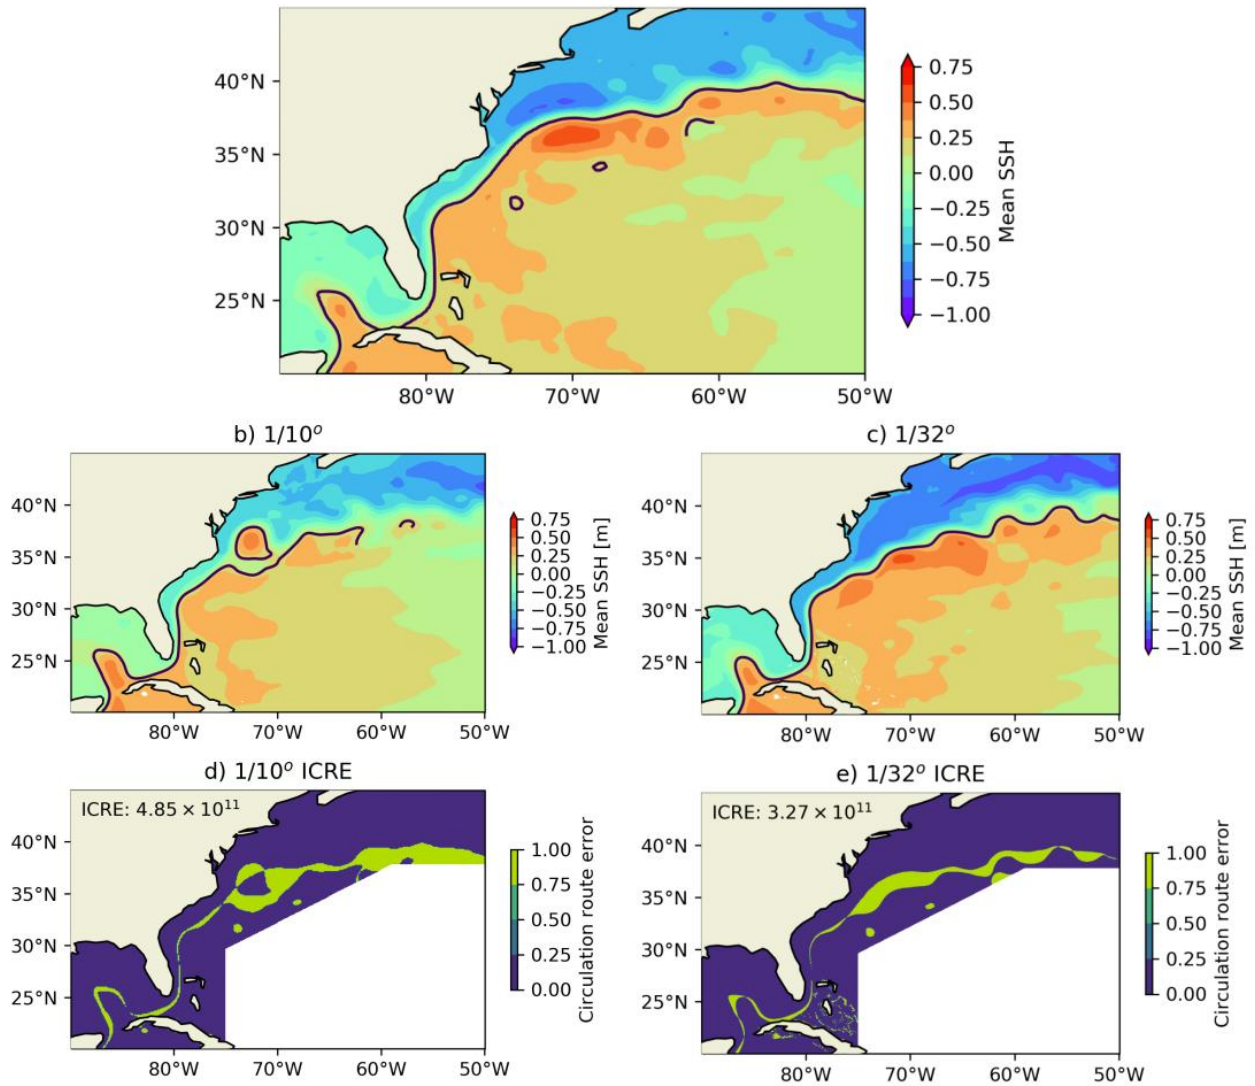 40°N
35°N
30°N
25°N
80°W 70°W 60°W 50°W
0.75
0.50
0.25
0.00
−0.25
−0.50
−0.75
−1.00
Mean SSH
b) 1/10°
40°N
35°N
30°N
25°N
80°W 70°W 60°W 50°W
0.75
0.50
0.25
0.00
−0.25
−0.50
−0.75
−1.00
Mean SSH [m]
c) 1/32°
40°N
35°N
30°N
25°N
80°W 70°W 60°W 50°W
0.75
0.50
0.25
0.00
−0.25
−0.50
−0.75
−1.00
Mean SSH [m]
d) 1/10° ICRE
ICRE: 4.85 × 10¹¹
40°N
35°N
30°N
25°N
80°W 70°W 60°W 50°W
1.00
0.75
0.50
0.25
0.00
Circulation route error
e) 1/32° ICRE
ICRE: 3.27 × 10¹¹
40°N
35°N
30°N
25°N
80°W 70°W 60°W 50°W
1.00
0.75
0.50
0.25
0.00
Circulation route error